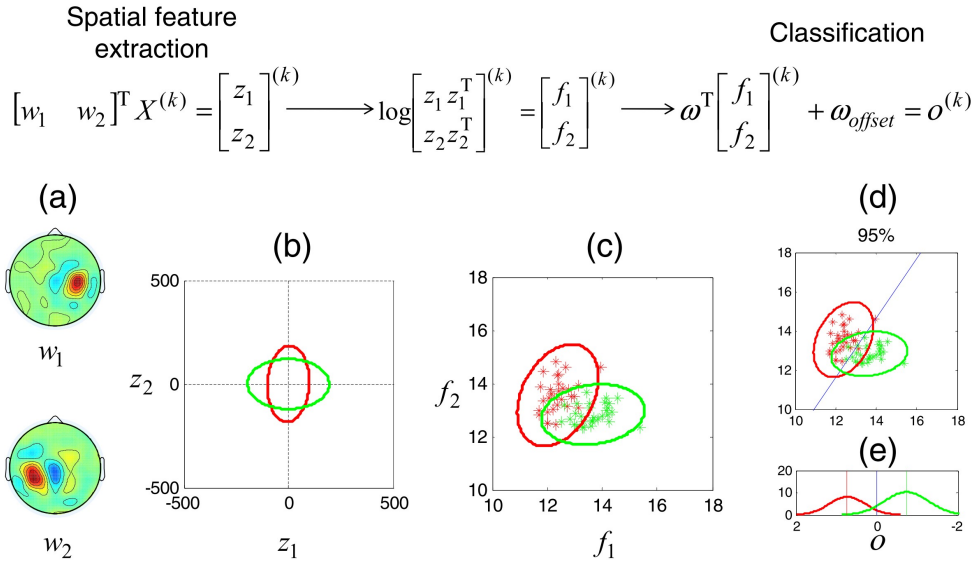 Spatial feature
extraction
Classification
[w₁ w₂]ᵀ X⁽ᵏ⁾ = [z₁ z₂]⁽ᵏ⁾ → log[z₁z₁ᵀ z₂z₂ᵀ]⁽ᵏ⁾ = [f₁ f₂]⁽ᵏ⁾ → ωᵀ[f₁ f₂]⁽ᵏ⁾ + ω_offset = o⁽ᵏ⁾
(a)
w₁
w₂
(b)
500
z₂ 0
-500
-500 0 500
z₁
(c)
18
16
f₂ 14
12
10
10 12 14 16 18
f₁
(d)
95%
18
16
14
12
10
10 12 14 16 18
(e)
20
10
0
2 0 -2
o